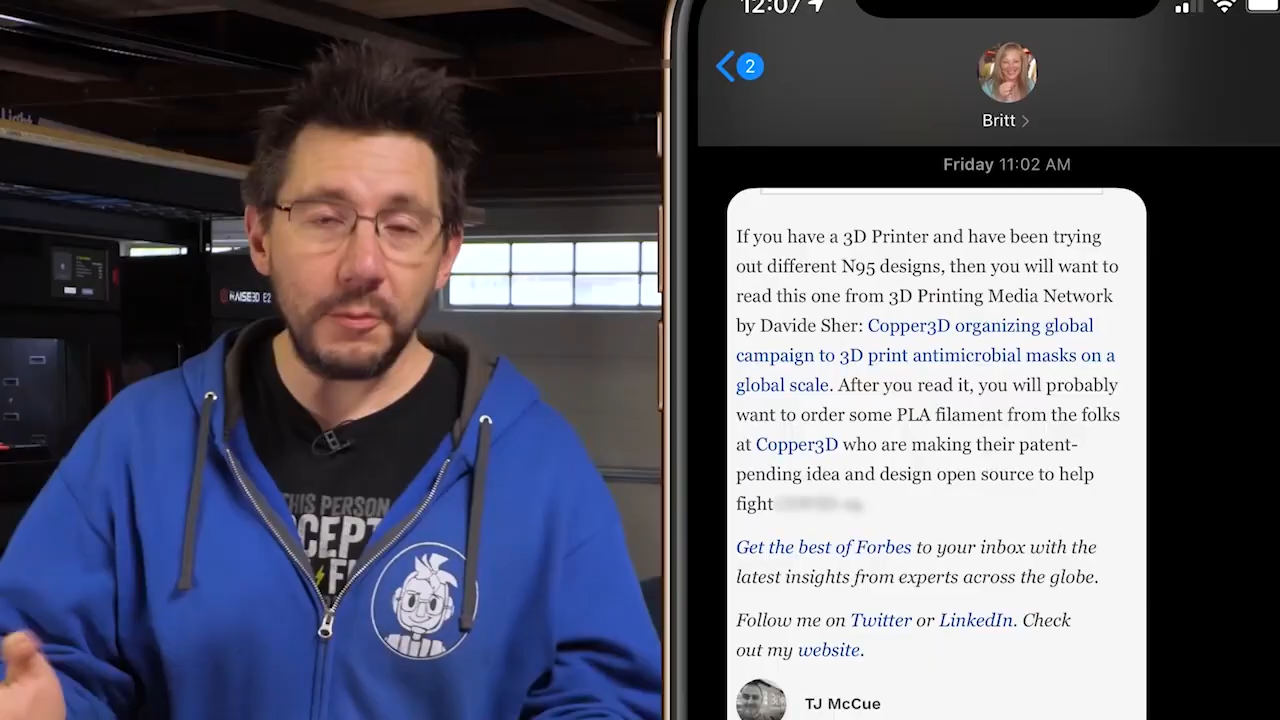 Light
RAISE3D E2
THIS PERSON
12:07
2
Britt
Friday 11:02 AM
If you have a 3D Printer and have been trying
out different N95 designs, then you will want to
read this one from 3D Printing Media Network
by Davide Sher: Copper3D organizing global
campaign to 3D print antimicrobial masks on a
global scale. After you read it, you will probably
want to order some PLA filament from the folks
at Copper3D who are making their patent-
pending idea and design open source to help
fight
Get the best of Forbes to your inbox with the
latest insights from experts across the globe.
Follow me on Twitter or LinkedIn. Check
out my website.
TJ McCue